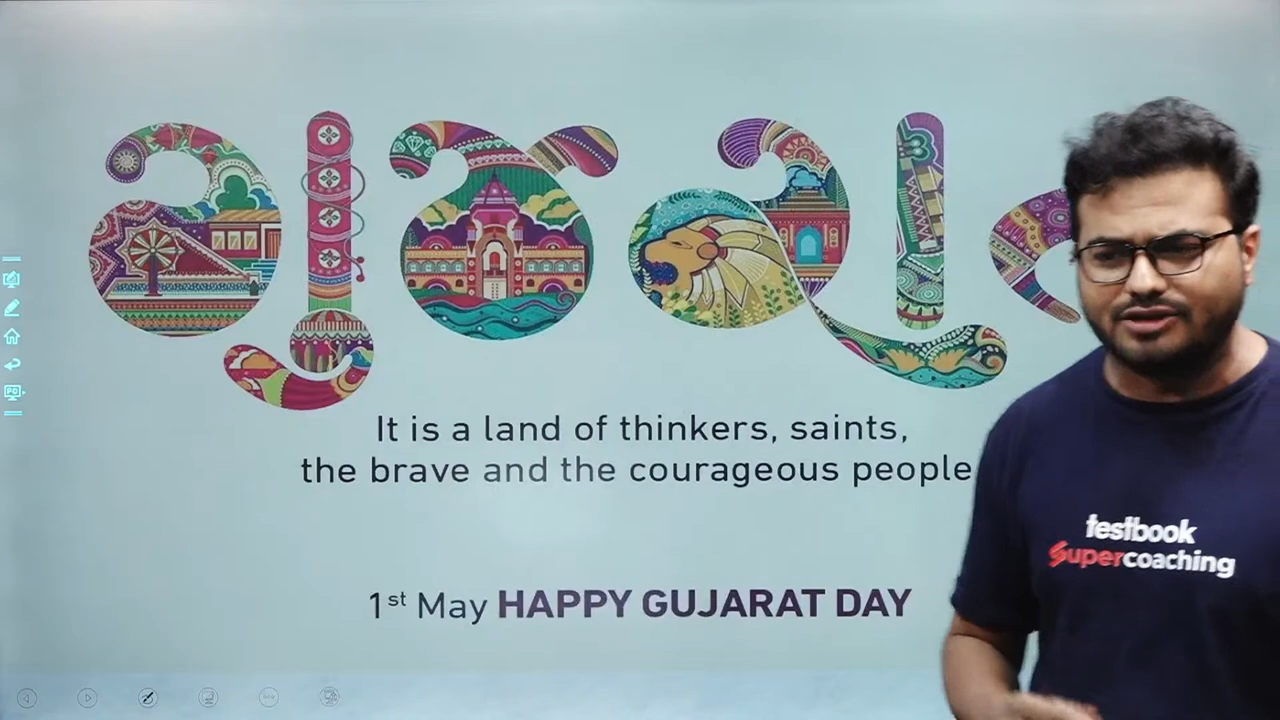 ગુજરાત
It is a land of thinkers, saints,
the brave and the courageous people
1st May HAPPY GUJARAT DAY
testbook
Supercoaching